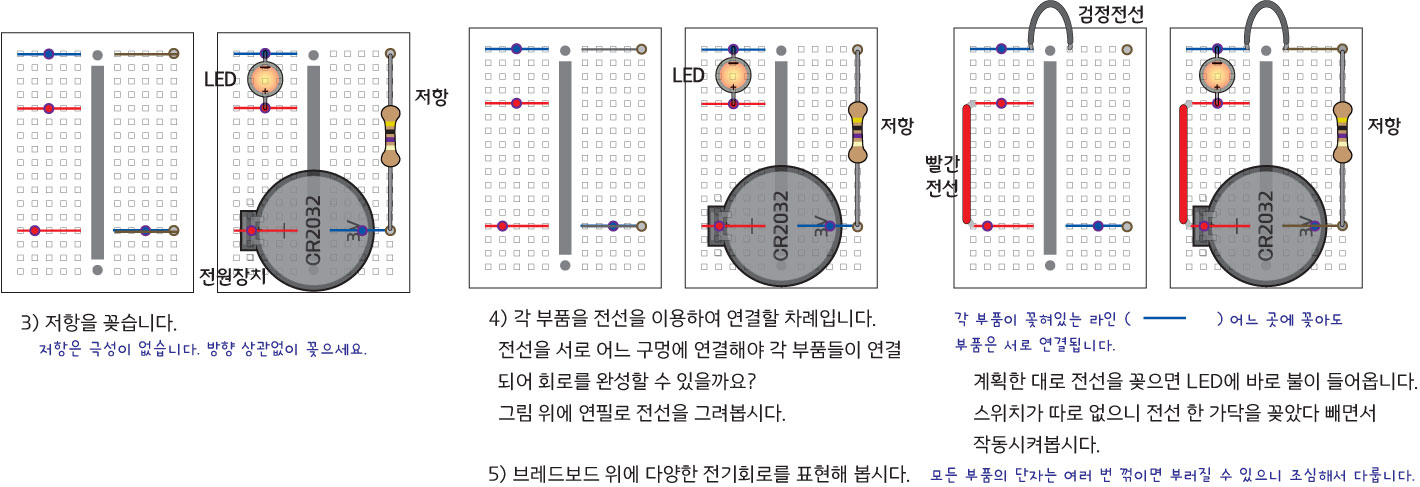 LED
저항
전원장치
CR2032
3V
3) 저항을 꽂습니다.
저항은 극성이 없습니다. 방향 상관없이 꽂으세요.
LED
저항
CR2032
3V
4) 각 부품을 전선을 이용하여 연결할 차례입니다.
전선을 서로 어느 구멍에 연결해야 각 부품들이 연결
되어 회로를 완성할 수 있을까요?
그림 위에 연필로 전선을 그려봅시다.
5) 브레드보드 위에 다양한 전기회로를 표현해 봅시다.
검정전선
빨간
전선
저항
CR2032
3V
각 부품이 꽂혀있는 라인 ( ) 어느 곳에 꽂아도
부품은 서로 연결됩니다.
계획한 대로 전선을 꽂으면 LED에 바로 불이 들어옵니다.
스위치가 따로 없으니 전선 한 가닥을 꽂았다 빼면서
작동시켜봅시다.
모든 부품의 단자는 여러 번 꺾이면 부러질 수 있으니 조심해서 다룹니다.